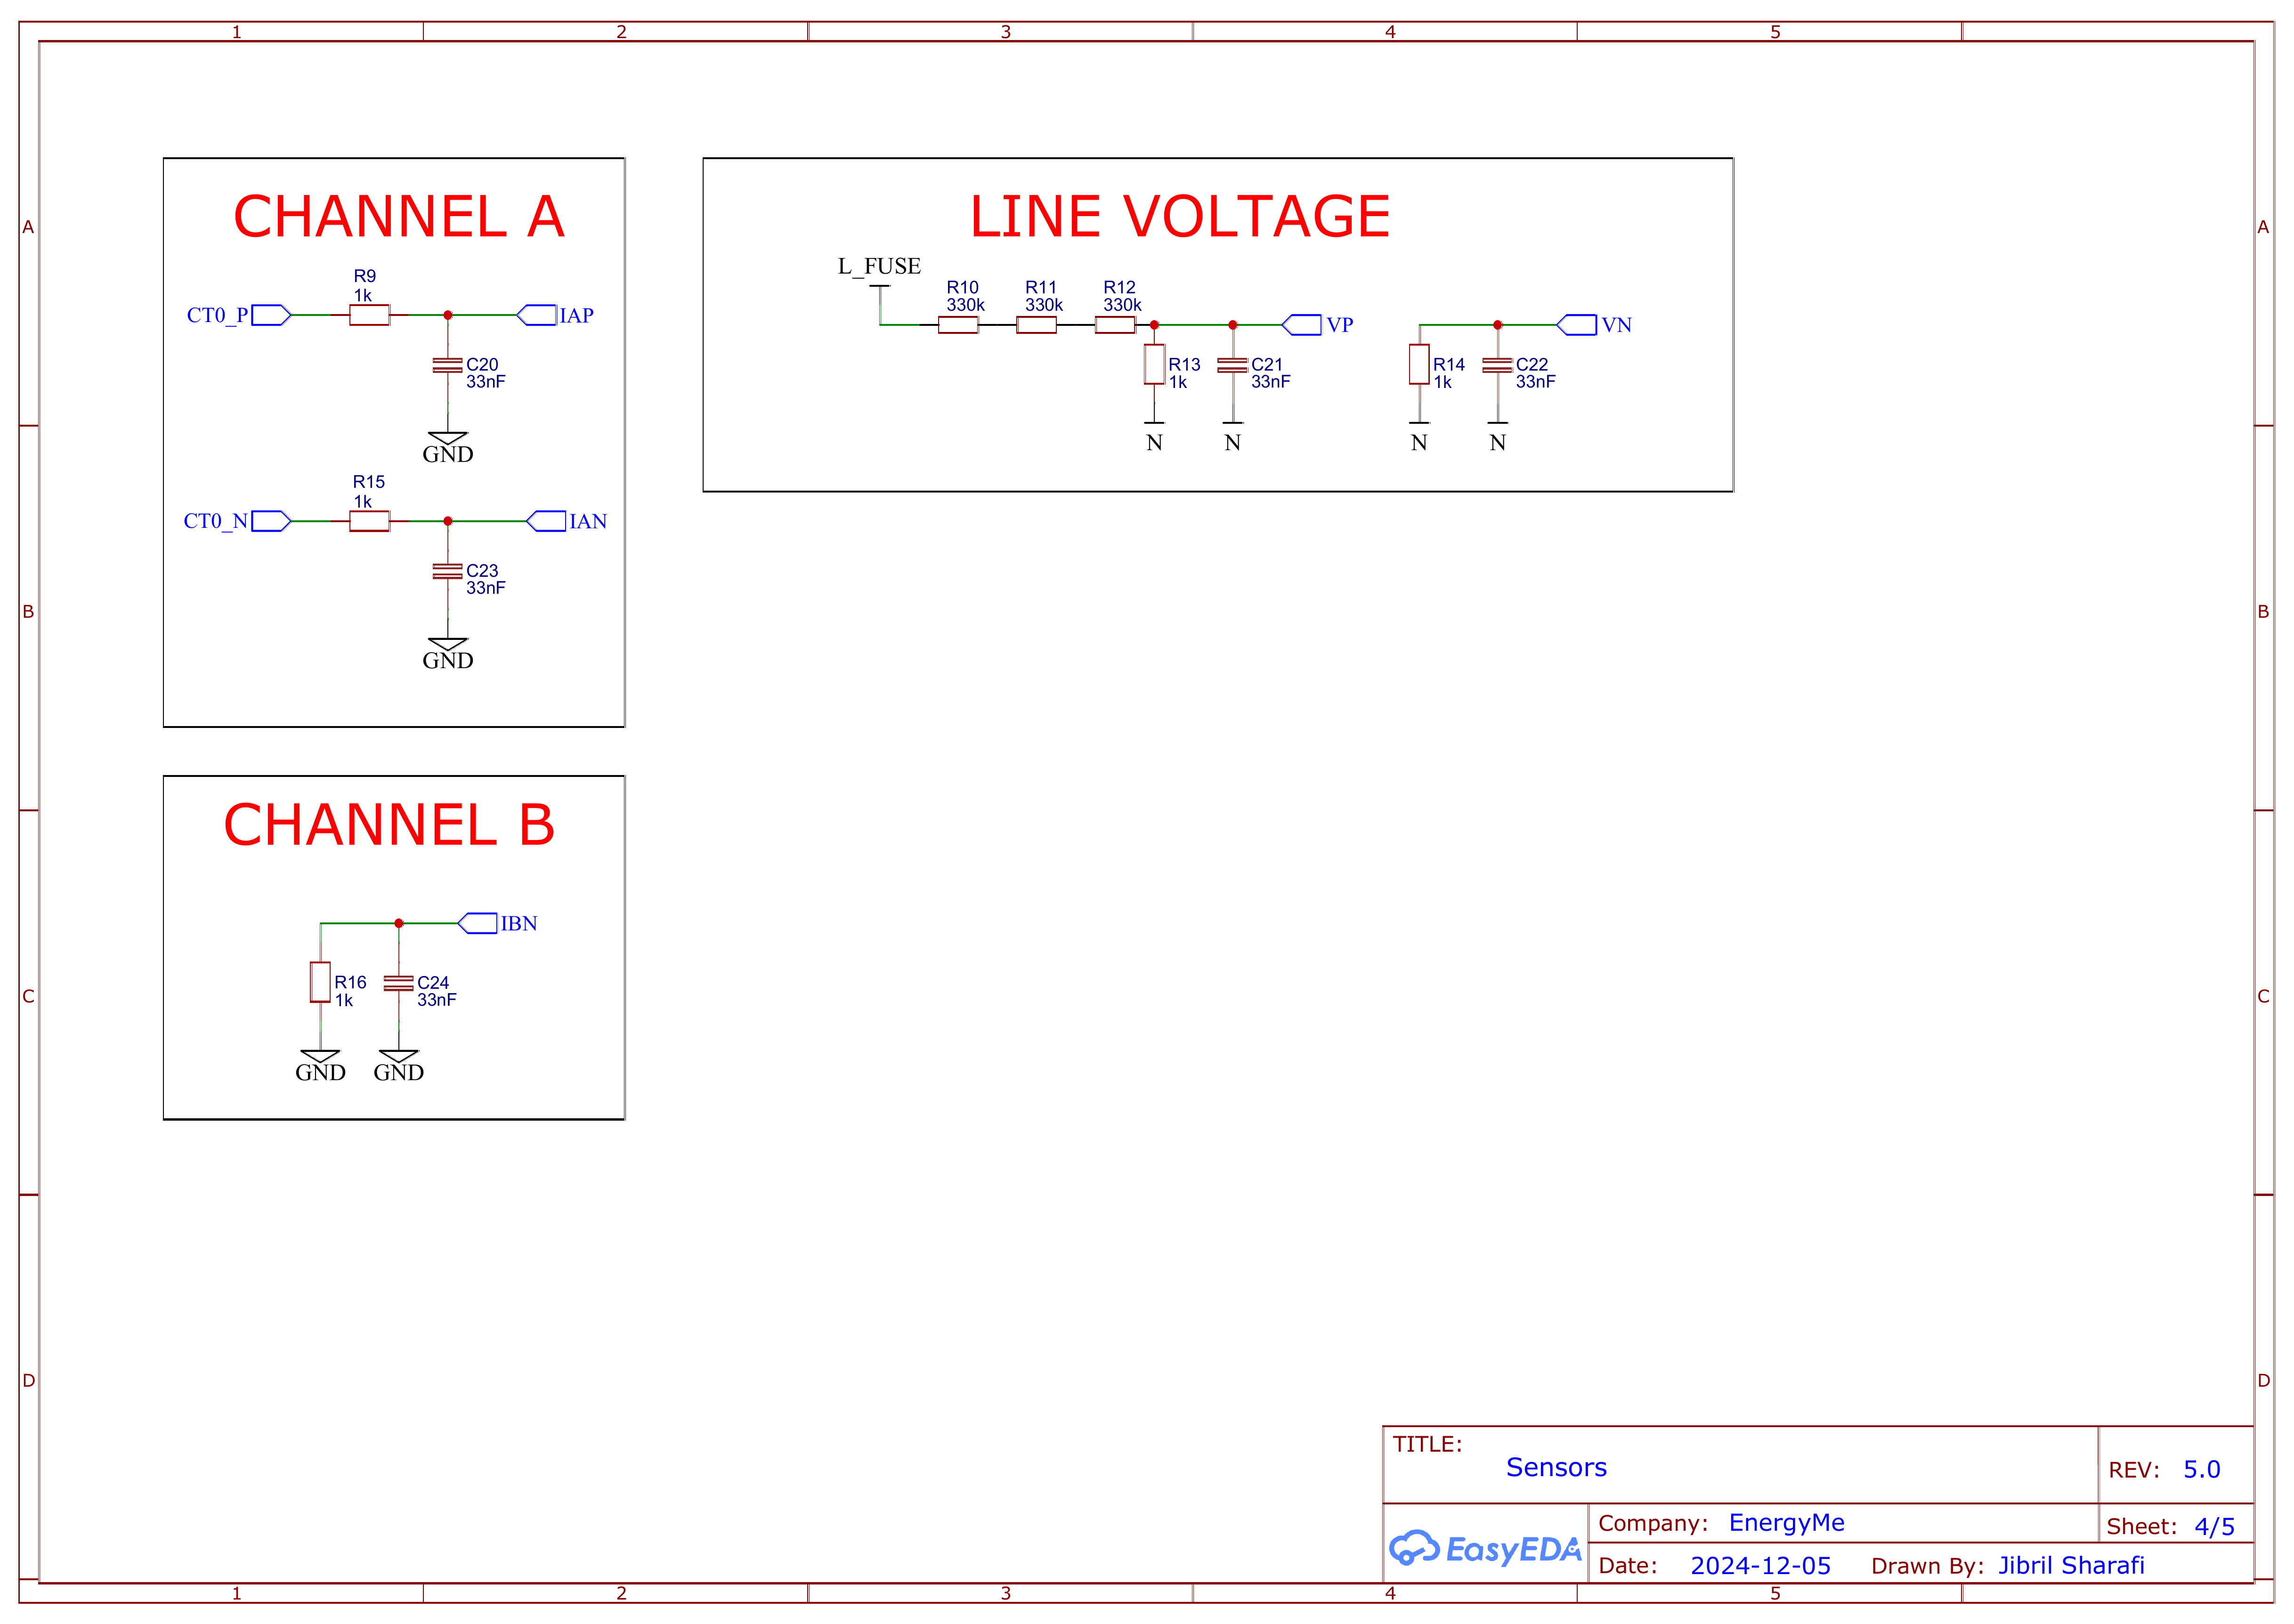 1 2 3 4 5
A A
B B
C C
D D
CHANNEL A
R9
1k
CT0_P IAP
C20
33nF
GND
R15
1k
CT0_N IAN
C23
33nF
GND
LINE VOLTAGE
L_FUSE
R10 R11 R12
330k 330k 330k
VP VN
R13 C21 R14 C22
1k 33nF 1k 33nF
N N N N
CHANNEL B
IBN
R16 C24
1k 33nF
GND GND
TITLE:
Sensors
REV: 5.0
EasyEDA
Company: EnergyMe
Sheet: 4/5
Date: 2024-12-05 Drawn By: Jibril Sharafi
1 2 3 4 5